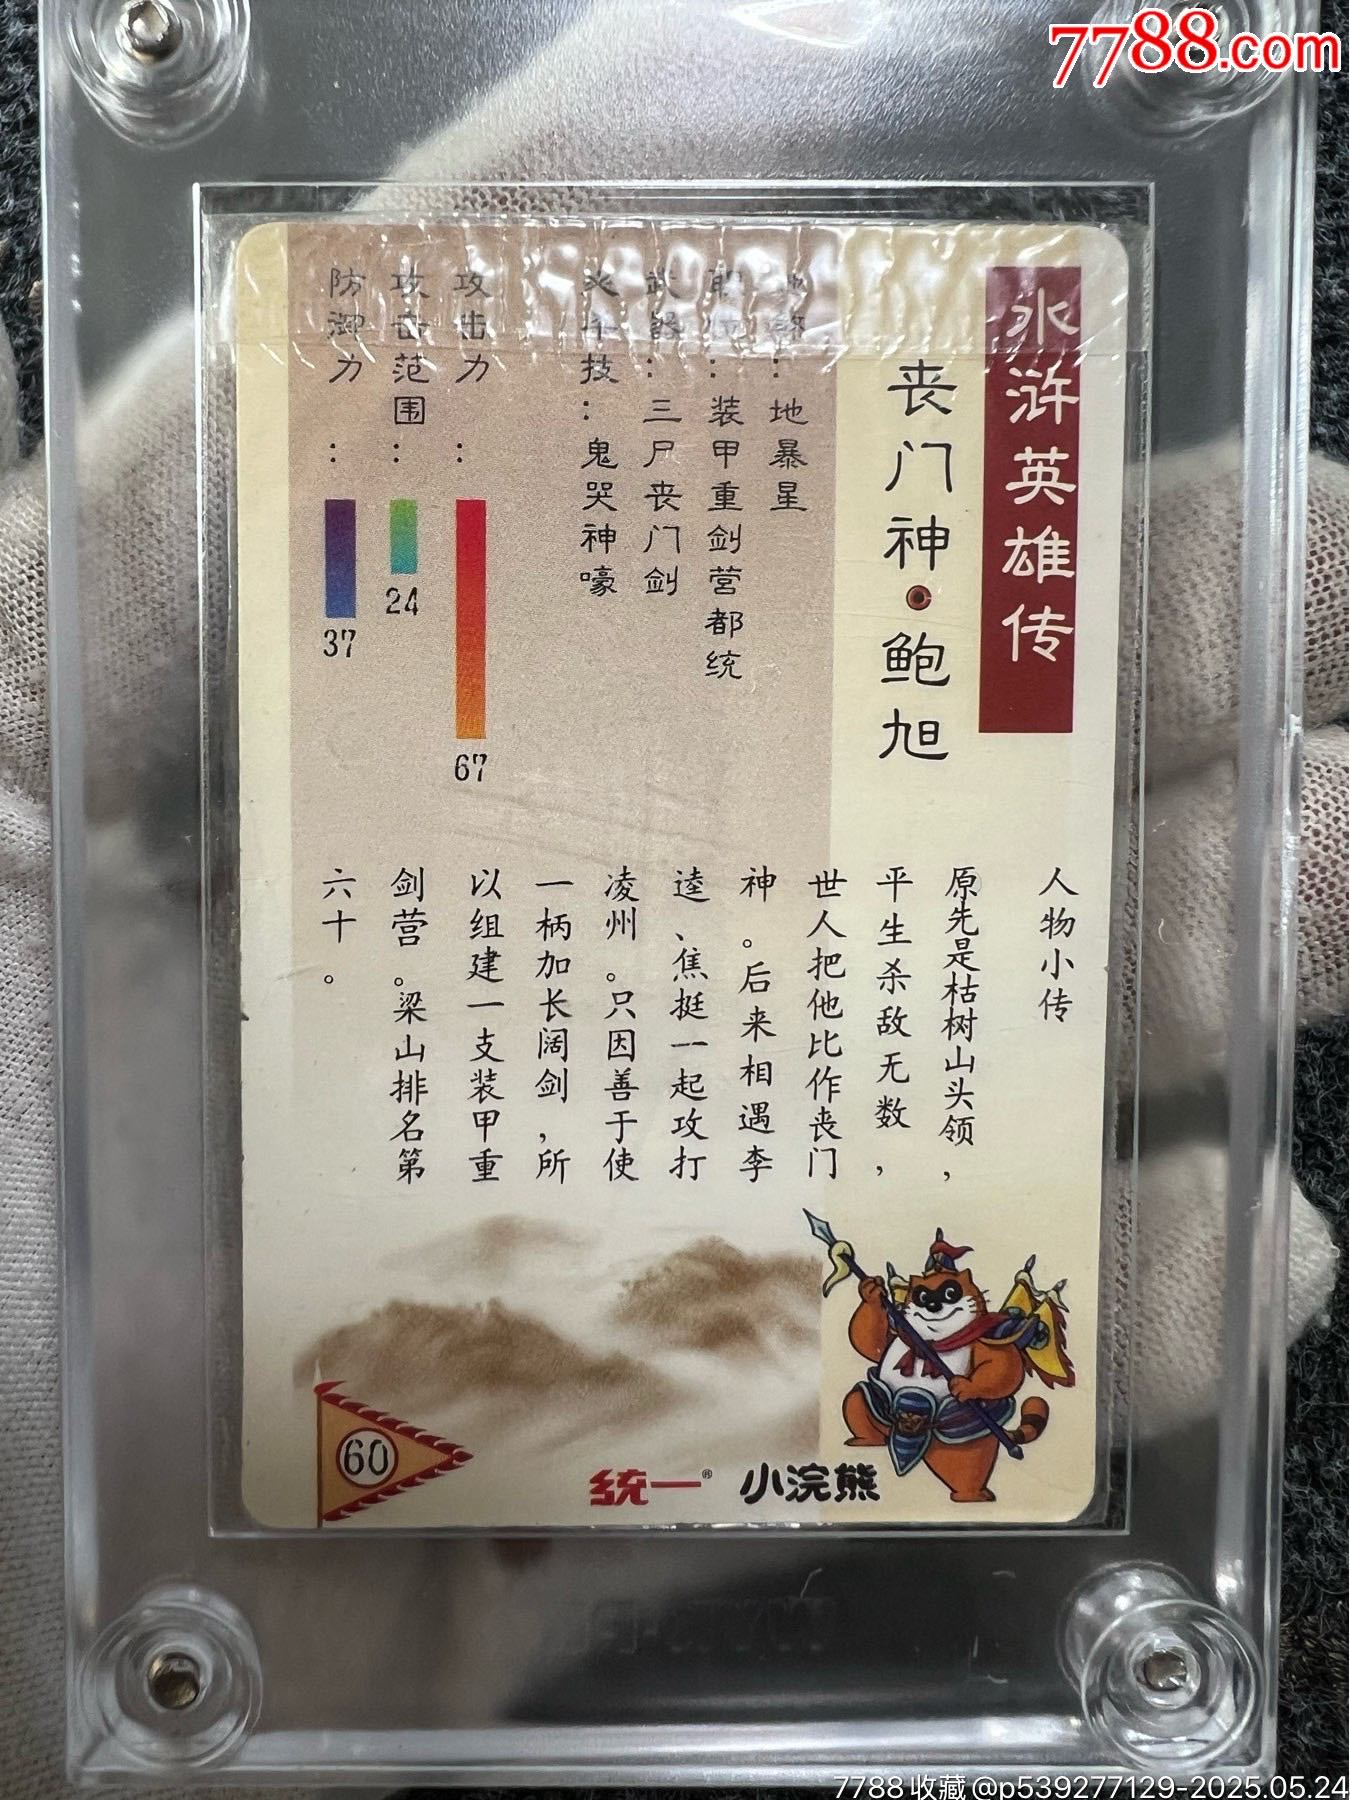 7788.com
水浒英雄传
丧门神·鲍旭
地煞：地暴星
职位：装甲重剑营都统
武器：三尸丧门剑
必杀技：鬼哭神嚎
攻击力：
67
攻击范围：
24
防御力：
37
人物小传
原先是枯树山头领，
平生杀敌无数，
世人把他比作丧门
神。后来相遇李
逵、焦挺一起攻打
凌州。只因善于使
一柄加长阔剑，所
以组建一支装甲重
剑营。梁山排名第
六十。
60
统一® 小浣熊
7788收藏@p539277129-2025.05.24